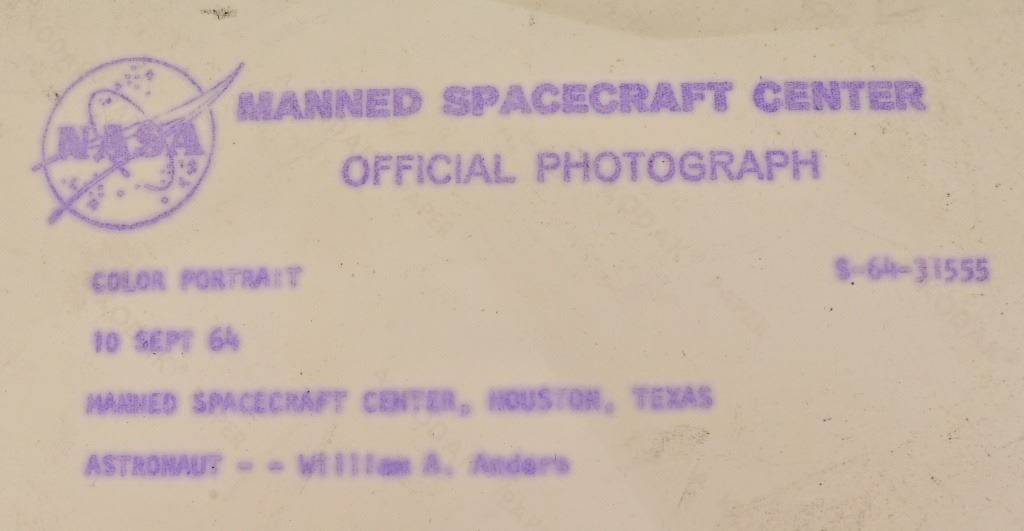 NASA
MANNED SPACECRAFT CENTER
OFFICIAL PHOTOGRAPH
COLOR PORTRAIT
S-64-31555
10 SEPT 64
MANNED SPACECRAFT CENTER, HOUSTON, TEXAS
ASTRONAUT - - William A. Anders